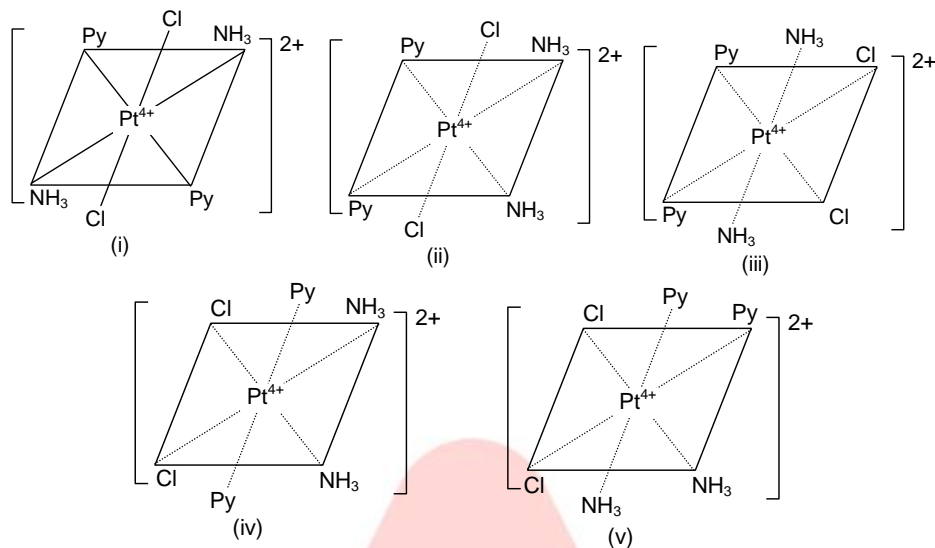 Cl
Py NH₃ 2+
Pt⁴⁺
NH₃ Py
Cl
(i)
Cl
Py NH₃ 2+
Pt⁴⁺
Py NH₃
Cl
(ii)
NH₃
Py Cl 2+
Pt⁴⁺
Py Cl
NH₃
(iii)
Py
Cl NH₃ 2+
Pt⁴⁺
Cl NH₃
Py
(iv)
Py
Cl Py 2+
Pt⁴⁺
Cl NH₃
NH₃
(v)